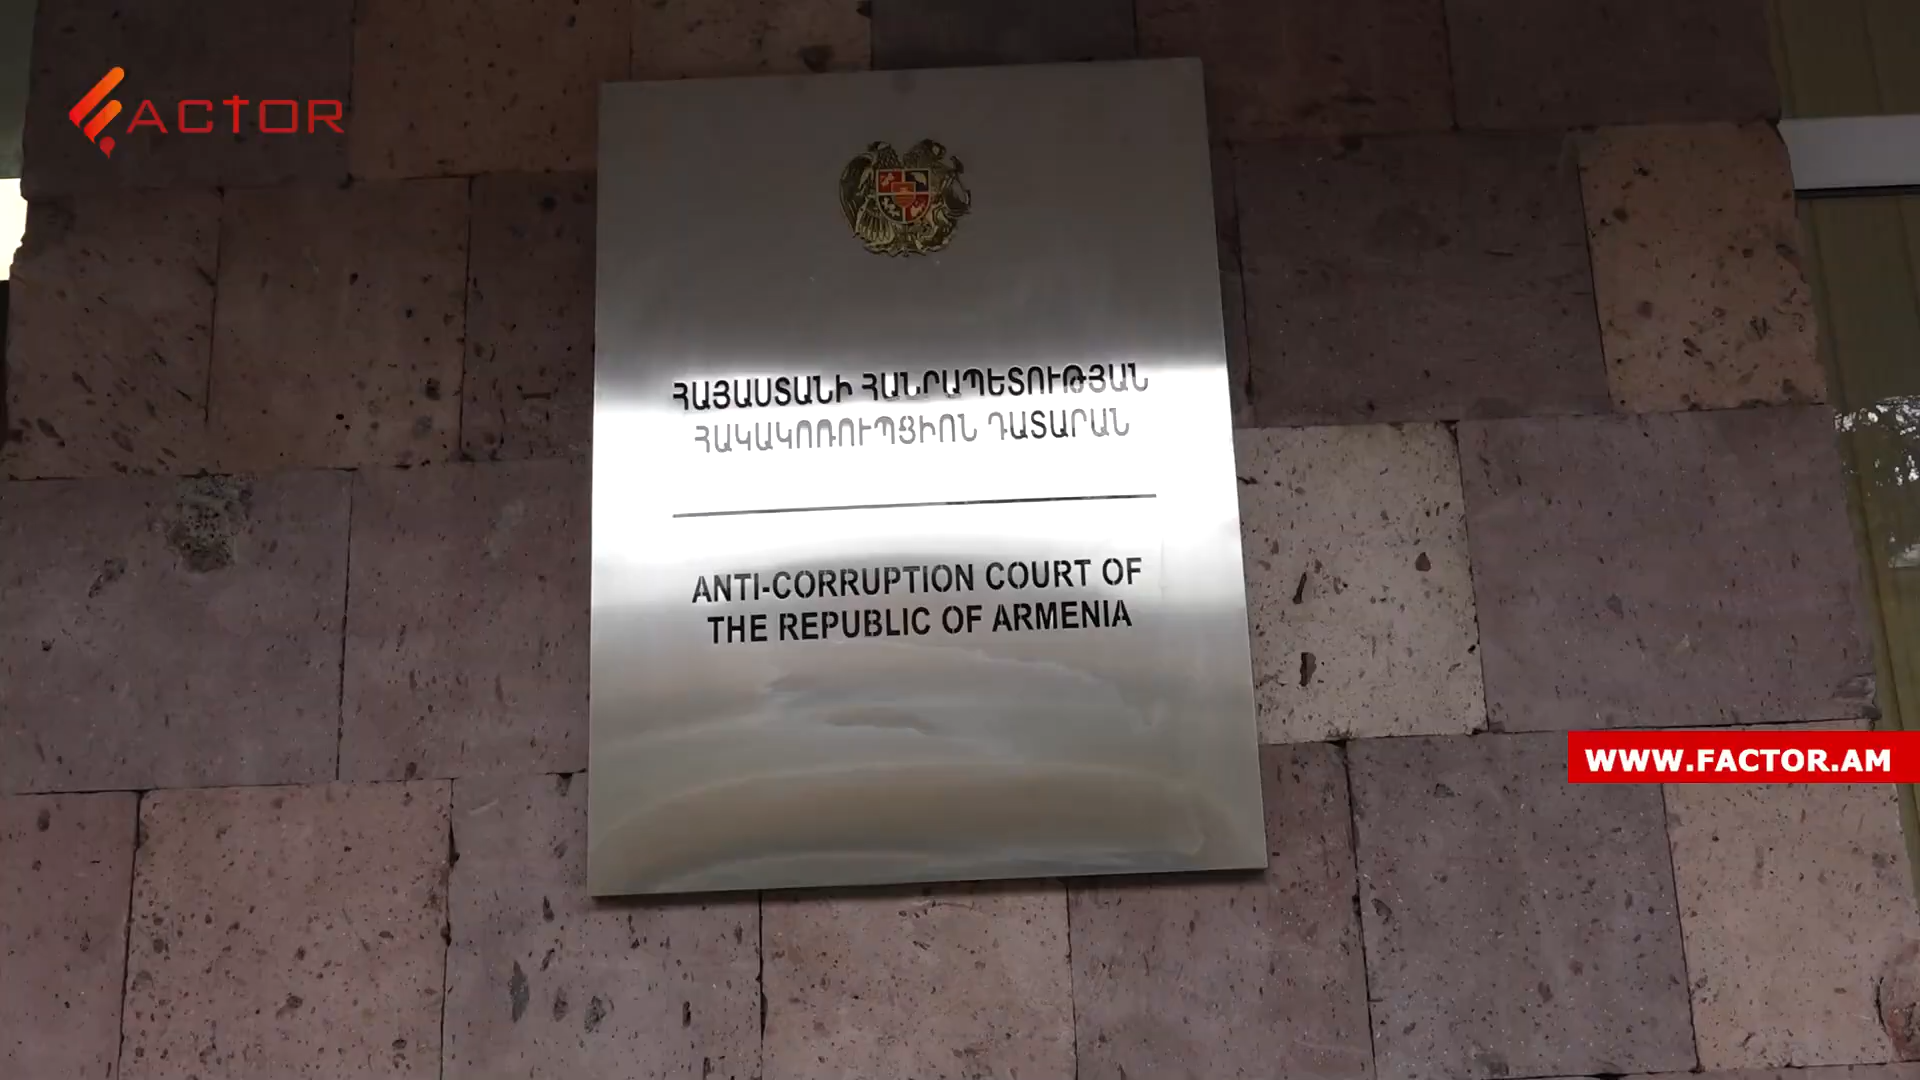 FACTOR
ՀԱՅԱՍՏԱՆԻ ՀԱՆՐԱՊԵՏՈՒԹՅԱՆ
ՀԱԿԱԿՈՌՈՒՊՑԻՈՆ ԴԱՏԱՐԱՆ
ANTI-CORRUPTION COURT OF
THE REPUBLIC OF ARMENIA
WWW.FACTOR.AM